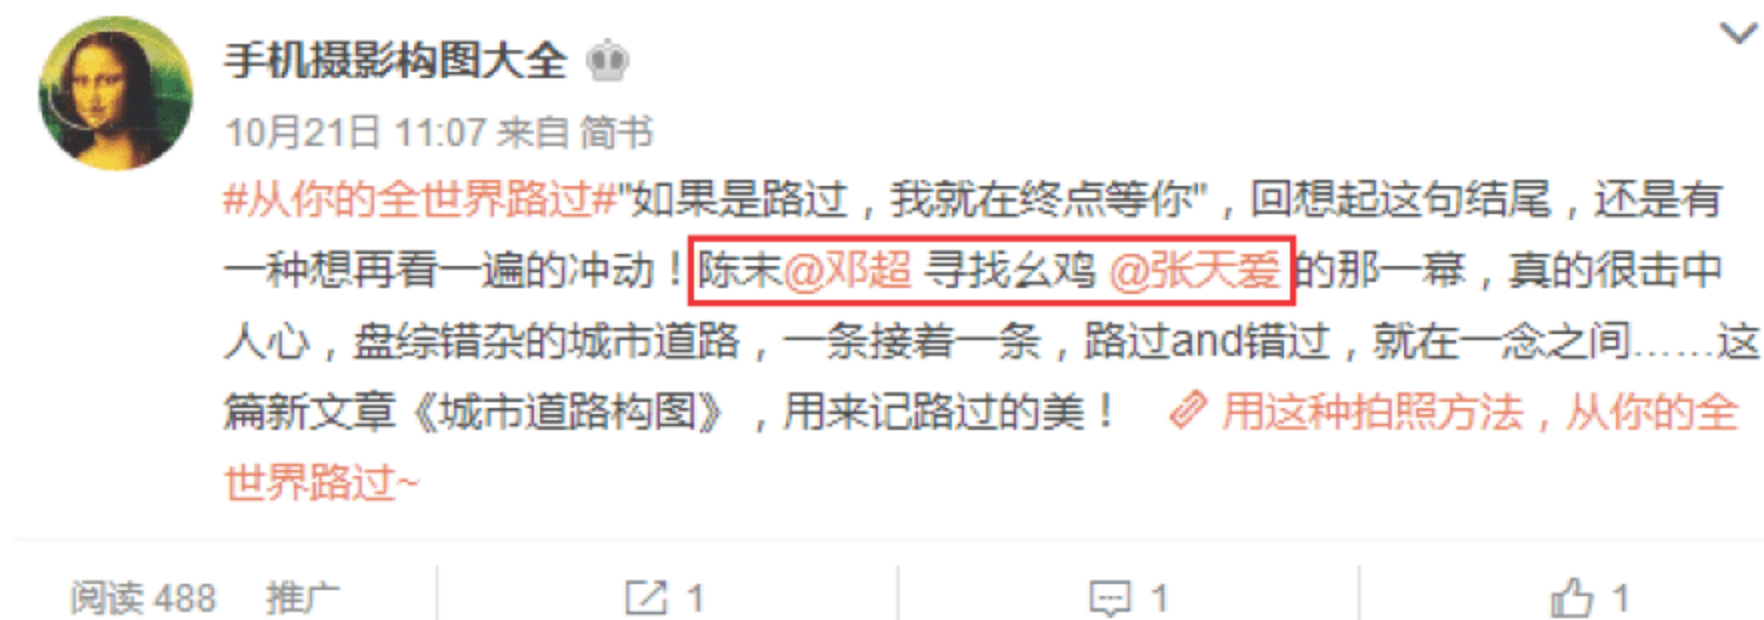 手机摄影构图大全
10月21日 11:07 来自 简书
#从你的全世界路过#"如果是路过，我就在终点等你"，回想起这句结尾，还是有
一种想再看一遍的冲动！陈末@邓超 寻找幺鸡 @张天爱 的那一幕，真的很击中
人心，盘综错杂的城市道路，一条接着一条，路过and错过，就在一念之间……这
篇新文章《城市道路构图》，用来记路过的美！ 用这种拍照方法，从你的全
世界路过~
阅读 488 推广 1 1 1